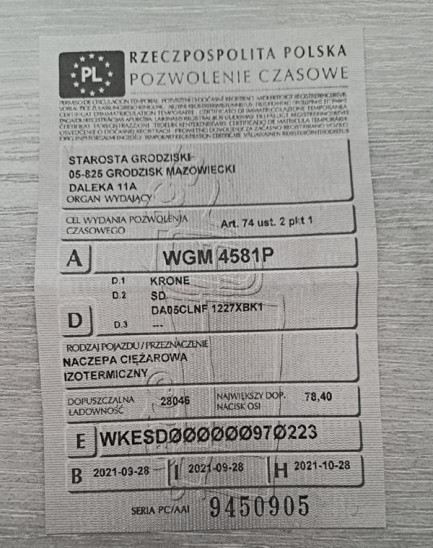 PL
RZECZPOSPOLITA POLSKA
POZWOLENIE CZASOWE
STAROSTA GRODZISKI
05-825 GRODZISK MAZOWIECKI
DALEKA 11A
ORGAN WYDAJĄCY
CEL WYDANIA POZWOLENIA CZASOWEGO Art. 74 ust. 2 pkt 1
A WGM 4581P
D.1 KRONE
D.2 SD
DA05CLNF 1227XBK1
D
D.3 ---
RODZAJ POJAZDU/PRZEZNACZENIE
NACZEPA CIĘŻAROWA
IZOTERMICZNY
DOPUSZCZALNA ŁADOWNOŚĆ 28046 NAJWIĘKSZY DOP. NACISK OSI 78,40
E WKESDØØØØØØ97Ø223
B 2021-09-28 I 2021-09-28 H 2021-10-28
SERIA PC/AAI 9450905